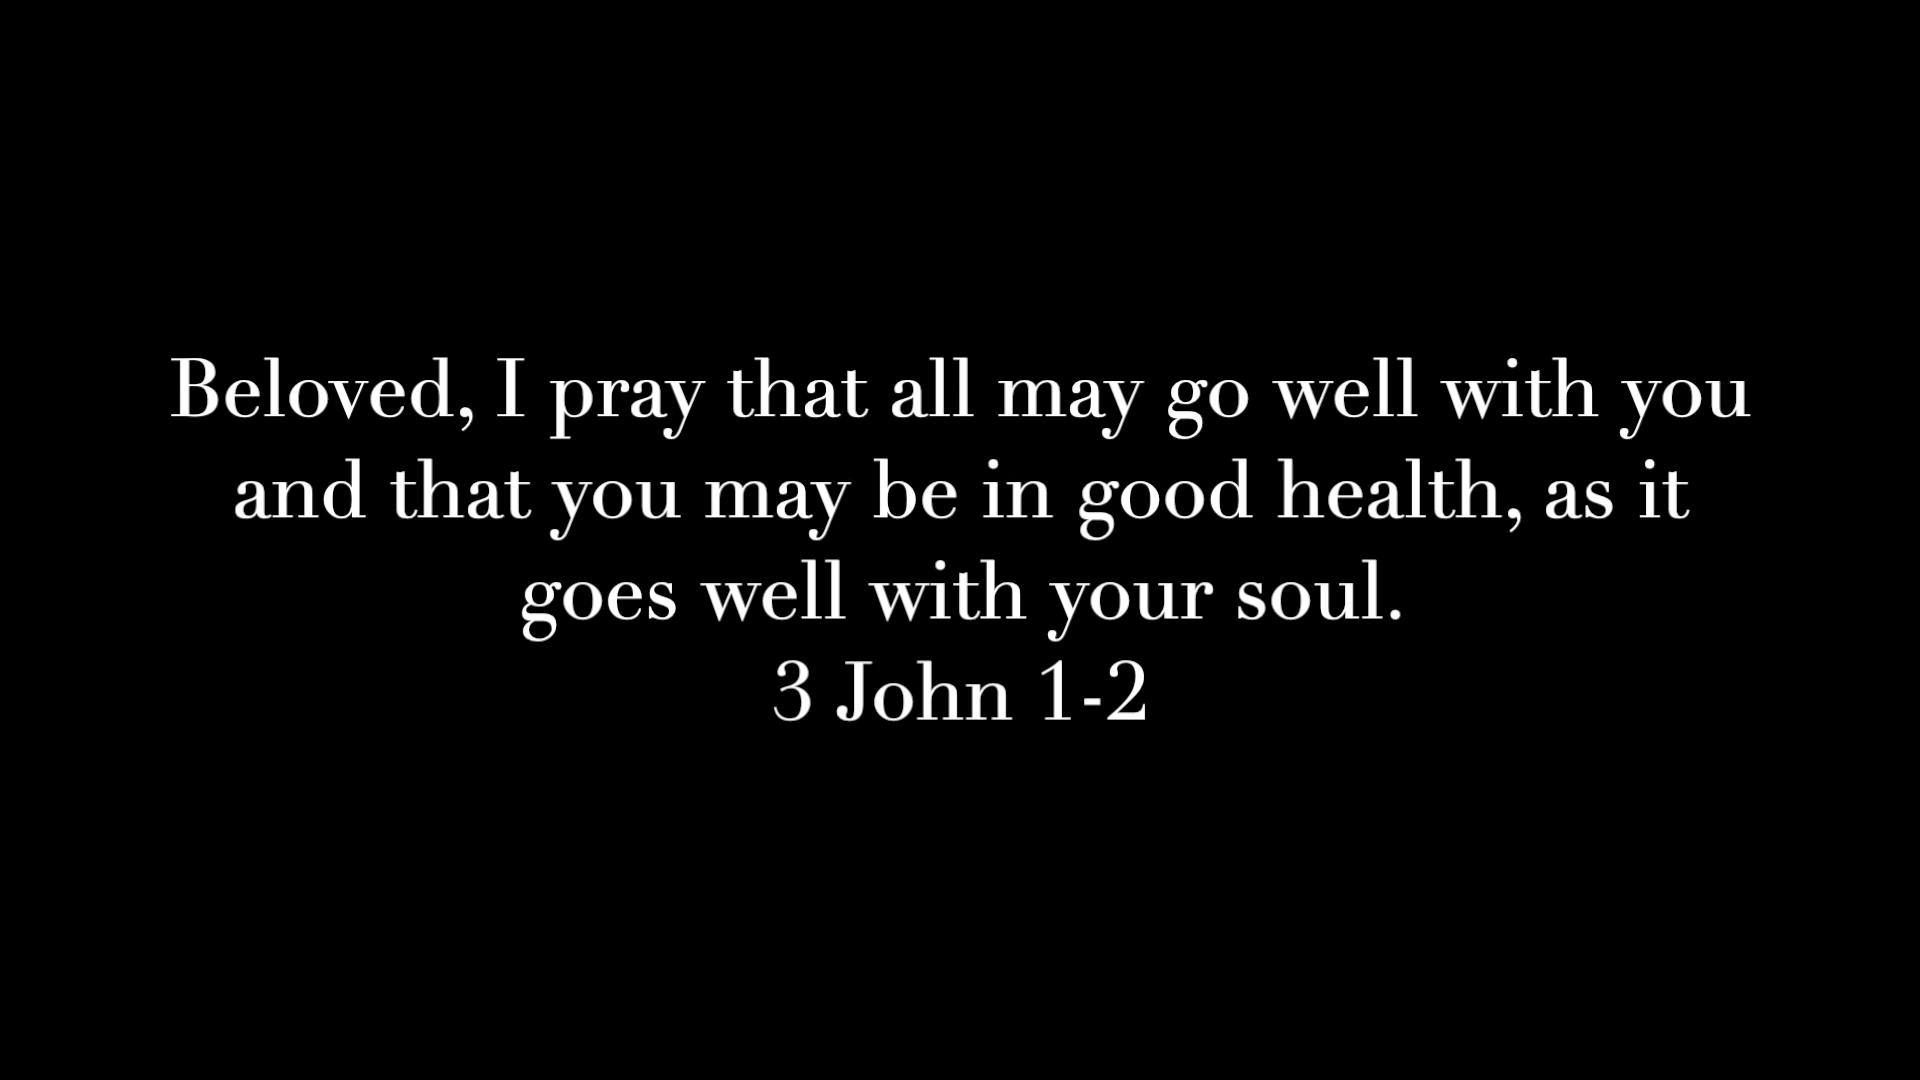 Beloved, I pray that all may go well with you
and that you may be in good health, as it
goes well with your soul.
3 John 1-2